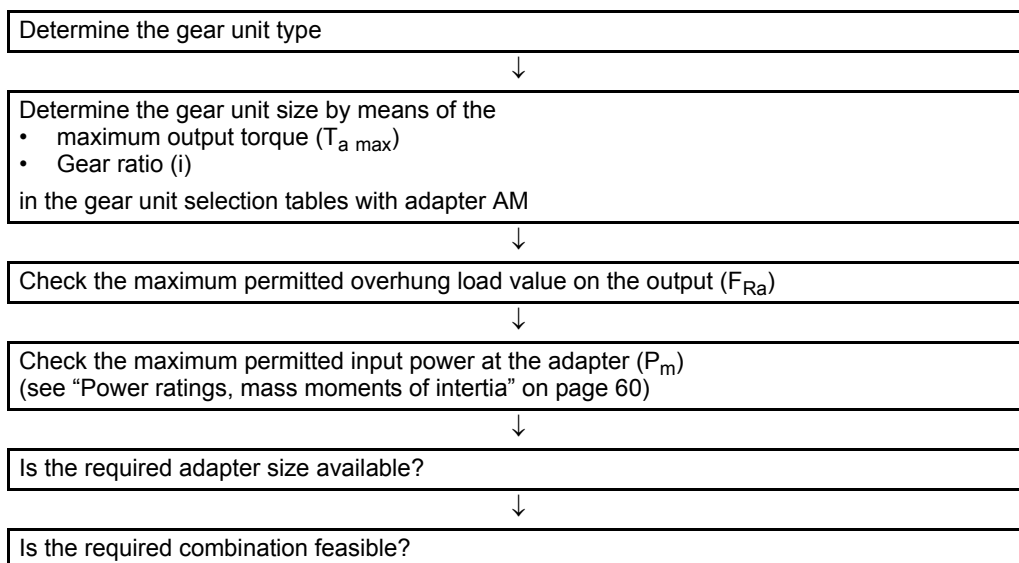 Determine the gear unit type
↓
Determine the gear unit size by means of the
• maximum output torque (T_a max)
• Gear ratio (i)
in the gear unit selection tables with adapter AM
↓
Check the maximum permitted overhung load value on the output (F_Ra)
↓
Check the maximum permitted input power at the adapter (P_m)
(see “Power ratings, mass moments of intertia” on page 60)
↓
Is the required adapter size available?
↓
Is the required combination feasible?